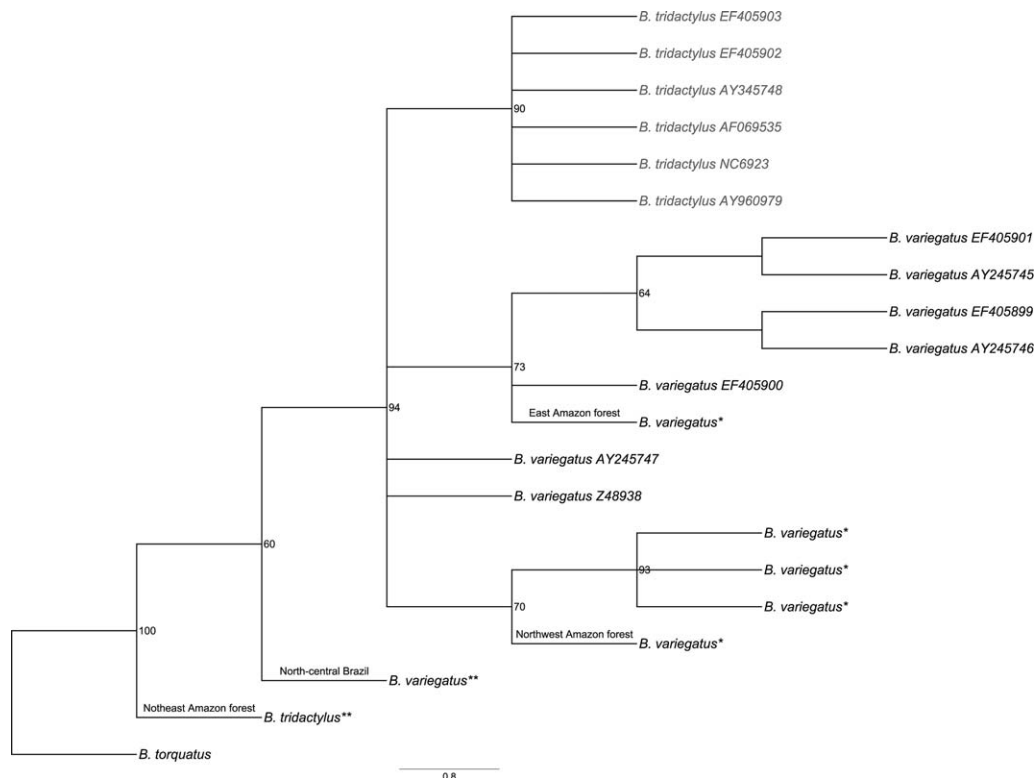 B. tridactylus EF405903
B. tridactylus EF405902
B. tridactylus AY345748
90
B. tridactylus AF069535
B. tridactylus NC6923
B. tridactylus AY960979
B. variegatus EF405901
B. variegatus AY245745
64
B. variegatus EF405899
B. variegatus AY245746
73
B. variegatus EF405900
94
East Amazon forest
B. variegatus*
B. variegatus AY245747
B. variegatus Z48938
B. variegatus*
60
93
B. variegatus*
70
B. variegatus*
100
Northwest Amazon forest
B. variegatus*
North-central Brazil
B. variegatus**
Notheast Amazon forest
B. tridactylus**
B. torquatus
0.8